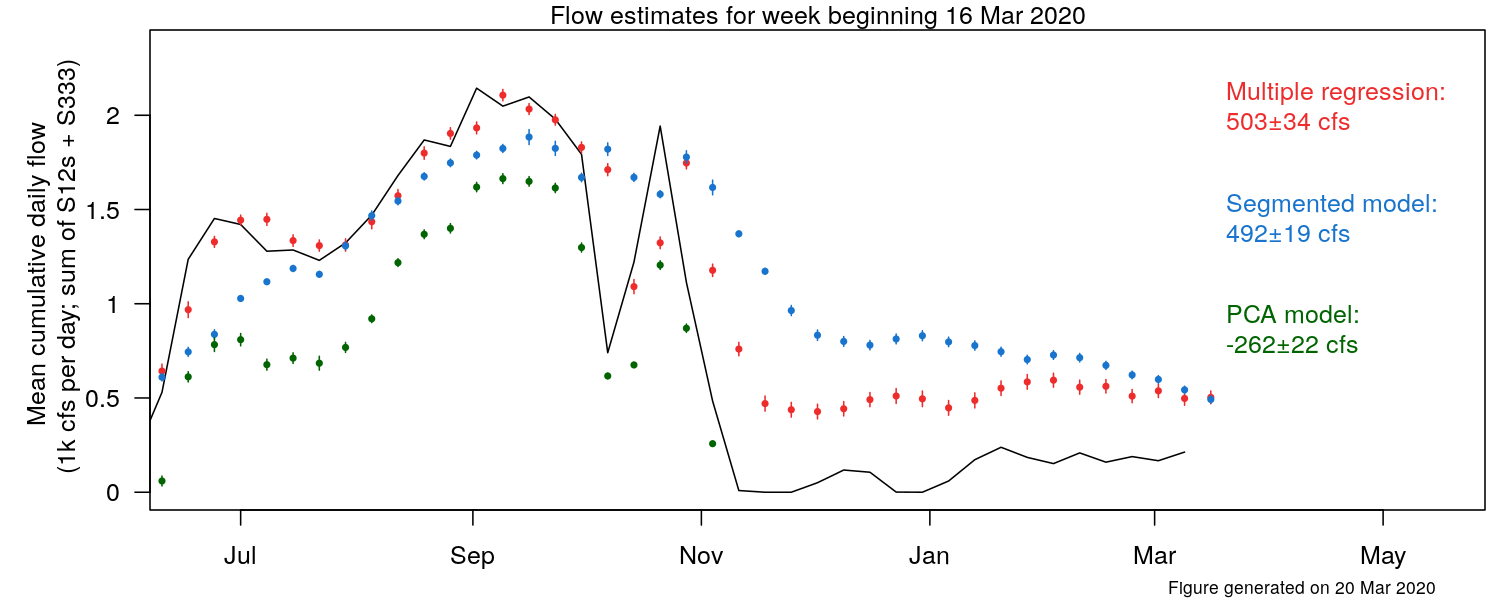 Flow estimates for week beginning 16 Mar 2020
Mean cumulative daily flow
(1k cfs per day; sum of S12s + S333)
2
1.5
1
0.5
0
Multiple regression:
503±34 cfs
Segmented model:
492±19 cfs
PCA model:
-262±22 cfs
Jul Sep Nov Jan Mar May
Figure generated on 20 Mar 2020